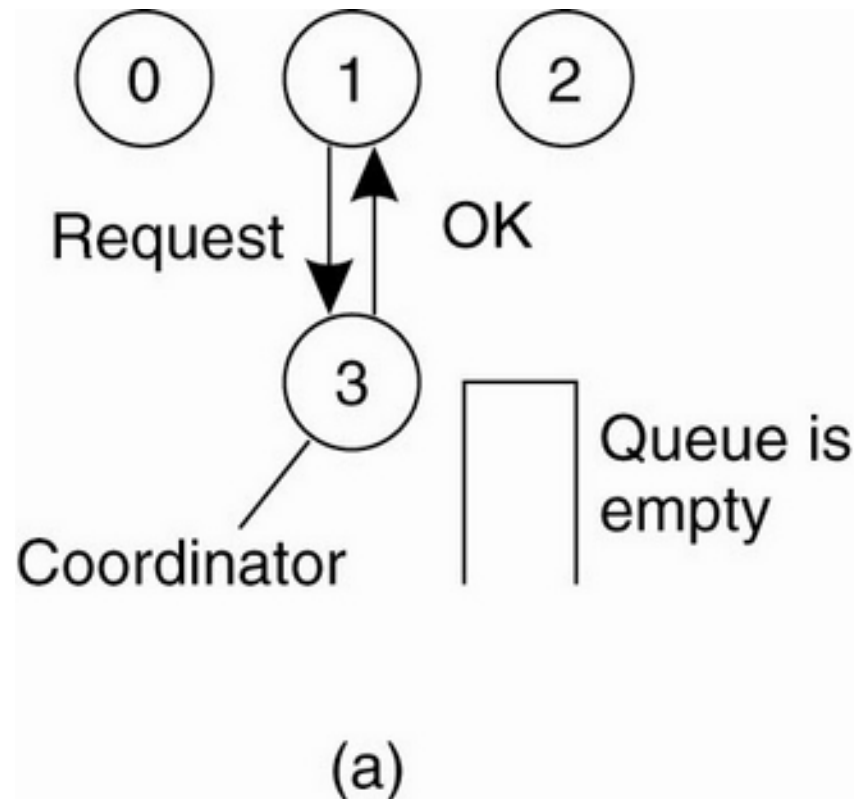 0 1 2
Request
OK
3
Queue is
empty
Coordinator
(a)